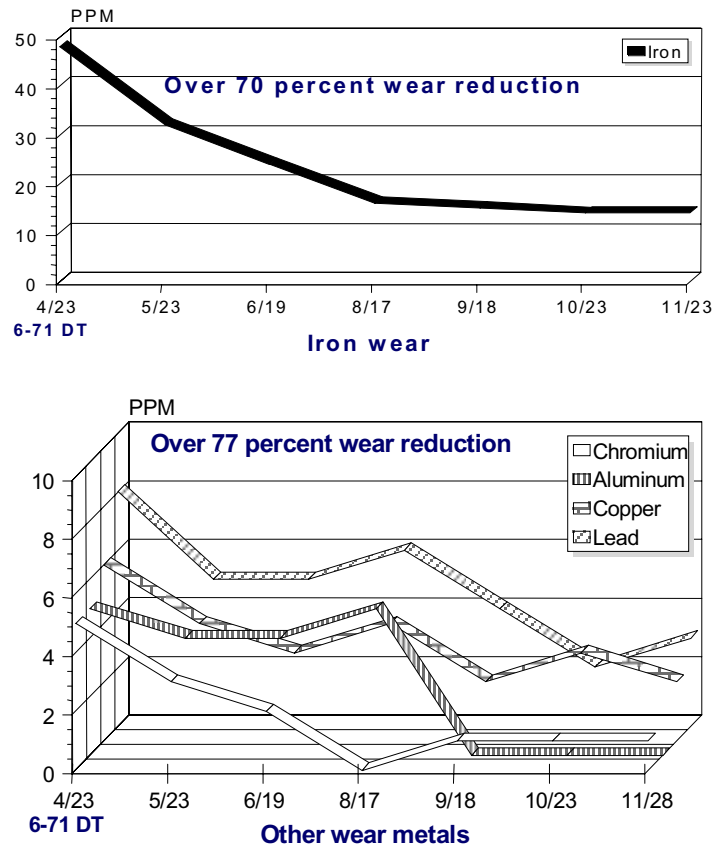 PPM
50
Iron
Over 70 percent wear reduction
40
30
20
10
0
4/23 5/23 6/19 8/17 9/18 10/23 11/23
6-71 DT
Iron wear
PPM
Over 77 percent wear reduction
Chromium
Aluminum
Copper
Lead
10
8
6
4
2
0
4/23 5/23 6/19 8/17 9/18 10/23 11/28
6-71 DT
Other wear metals